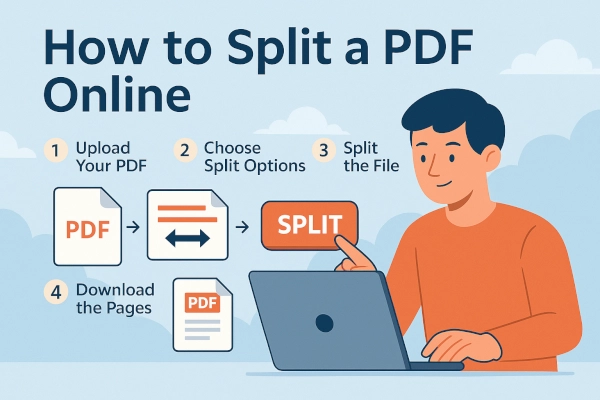 How to Split a PDF
Online
1 Upload
Your PDF
2 Choose
Split Options
3 Split
the File
PDF
SPLIT
4 Download
the Pages
PDF